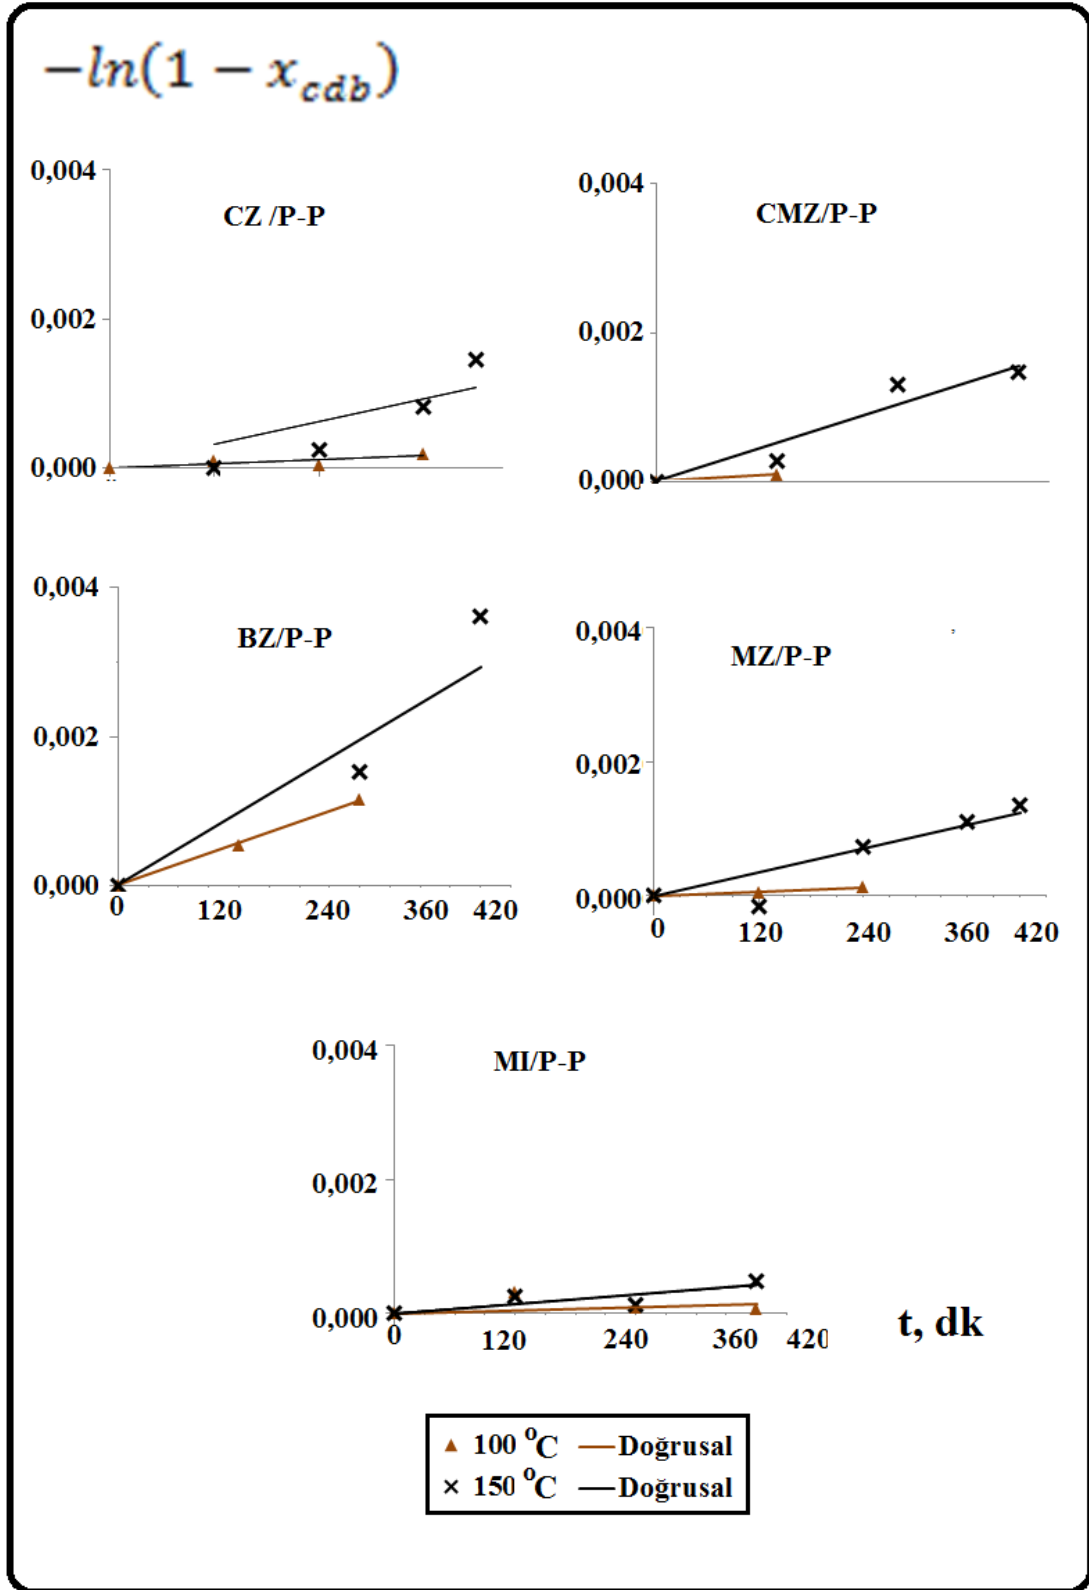 −ln(1 − x_cdb)
0,004
CZ /P-P
0,002
0,000
0,004
CMZ/P-P
0,002
0,000
0,004
BZ/P-P
0,002
0,000
0 120 240 360 420
0,004
MZ/P-P
0,002
0,000
0 120 240 360 420
0,004
MI/P-P
0,002
0,000
0 120 240 360 420
t, dk
100 °C Doğrusal
150 °C Doğrusal